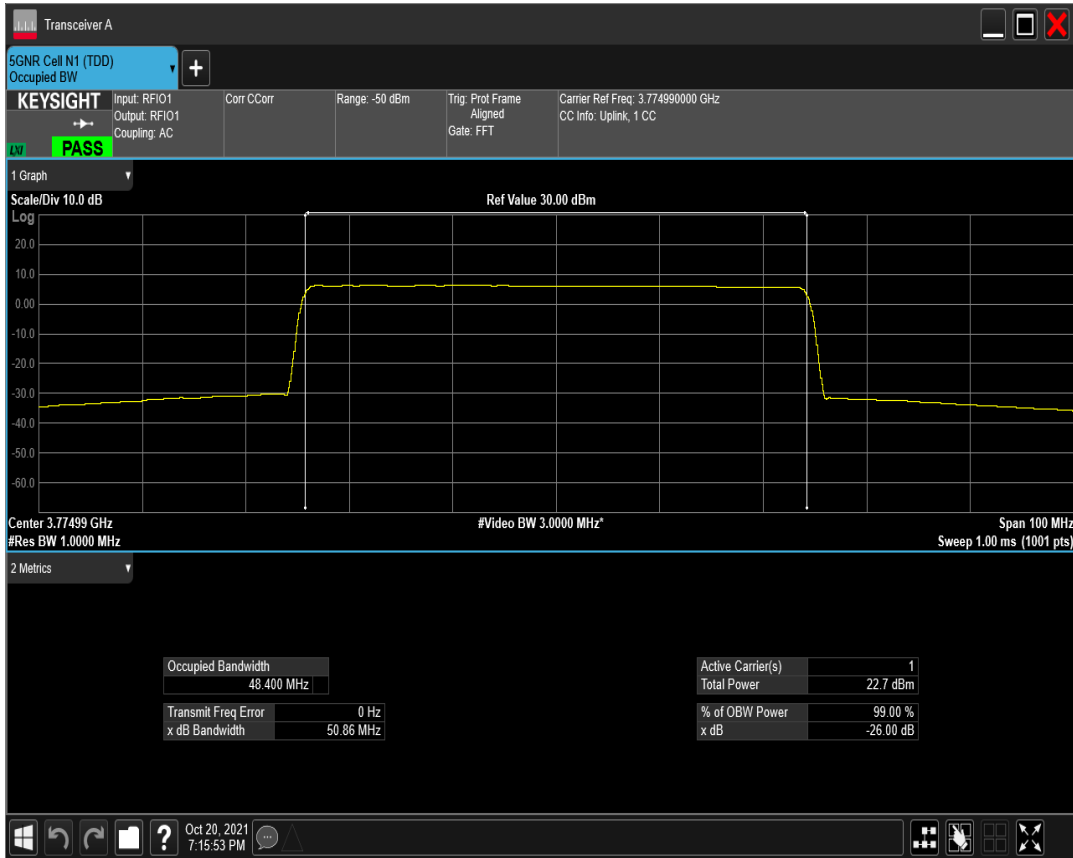 Transceiver A
5GNR Cell N1 (TDD)
Occupied BW
+
KEYSIGHT
LXI
PASS
Input: RFIO1
Output: RFIO1
Coupling: AC
Corr CCorr
Range: -50 dBm
Trig: Prot Frame
Aligned
Gate: FFT
Carrier Ref Freq: 3.774990000 GHz
CC Info: Uplink, 1 CC
1 Graph
Scale/Div 10.0 dB
Ref Value 30.00 dBm
Log
20.0
10.0
0.00
-10.0
-20.0
-30.0
-40.0
-50.0
-60.0
Center 3.77499 GHz
#Video BW 3.0000 MHz*
Span 100 MHz
#Res BW 1.0000 MHz
Sweep 1.00 ms (1001 pts)
2 Metrics
Occupied Bandwidth
48.400 MHz
Transmit Freq Error 0 Hz
x dB Bandwidth 50.86 MHz
Active Carrier(s) 1
Total Power 22.7 dBm
% of OBW Power 99.00 %
x dB -26.00 dB
?
Oct 20, 2021
7:15:53 PM